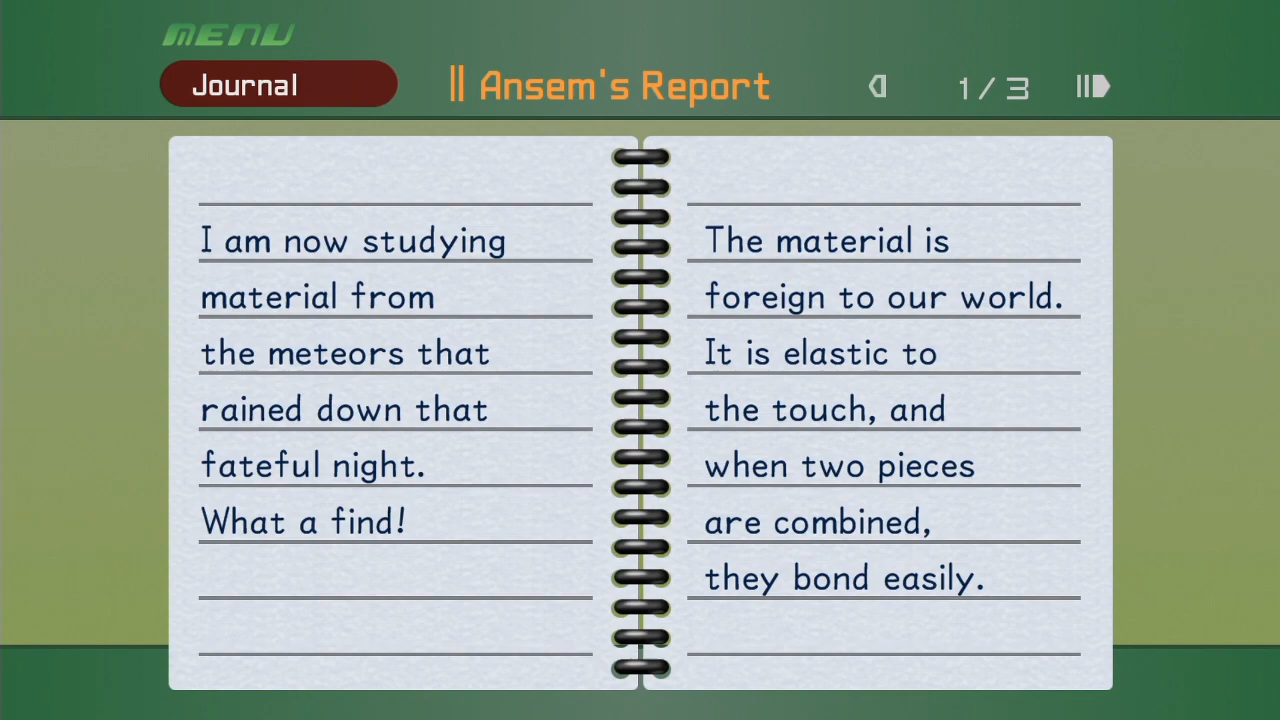 MENU
Journal
Ansem's Report
1/3
I am now studying
material from
the meteors that
rained down that
fateful night.
What a find!
The material is
foreign to our world.
It is elastic to
the touch, and
when two pieces
are combined,
they bond easily.